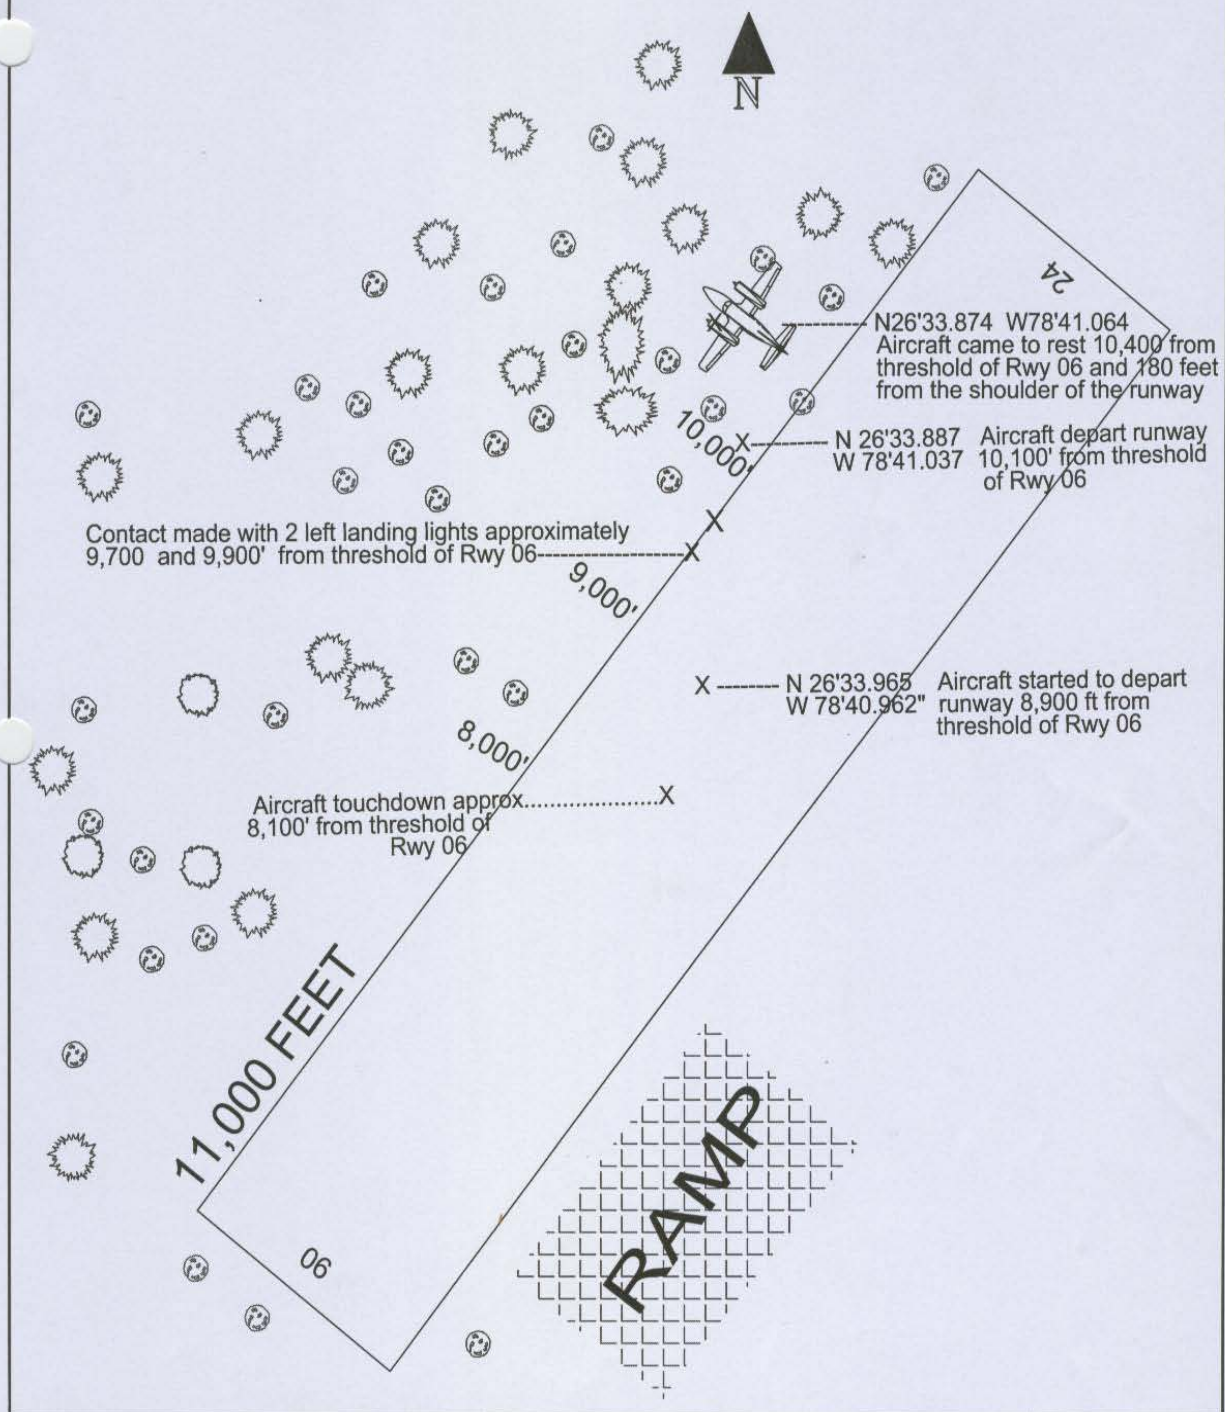 N
24
N26'33.874 W78'41.064
Aircraft came to rest 10,400 from
threshold of Rwy 06 and 180 feet
from the shoulder of the runway
10,000'
N 26'33.887 Aircraft depart runway
W 78'41.037 10,100' from threshold
of Rwy 06
X
X
Contact made with 2 left landing lights approximately
9,700 and 9,900' from threshold of Rwy 06
X
9,000'
X
N 26'33.965 Aircraft started to depart
W 78'40.962" runway 8,900 ft from
threshold of Rwy 06
8,000'
Aircraft touchdown approx.....................X
8,100' from threshold of
Rwy 06
11,000 FEET
RAMP
06